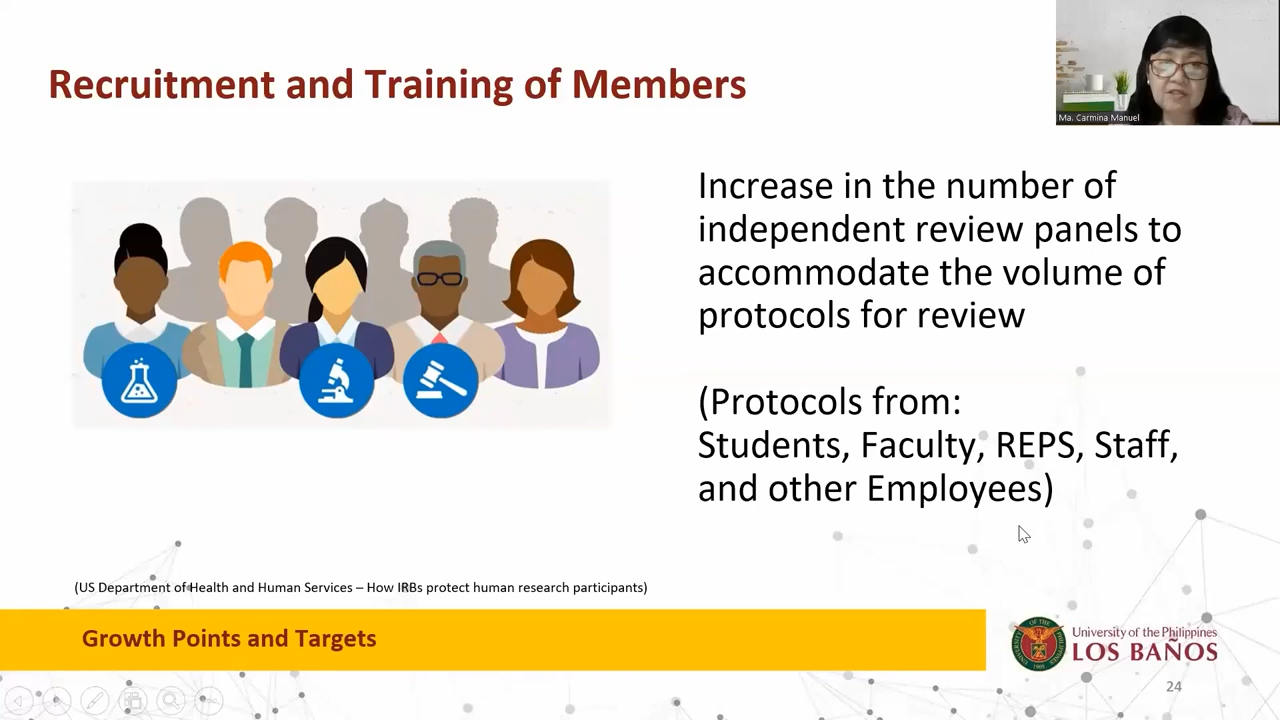 Recruitment and Training of Members
Ma. Carmina Manuel
Increase in the number of
independent review panels to
accommodate the volume of
protocols for review
(Protocols from:
Students, Faculty, REPS, Staff,
and other Employees)
(US Department of Health and Human Services – How IRBs protect human research participants)
Growth Points and Targets
University of the Philippines
LOS BAÑOS
24